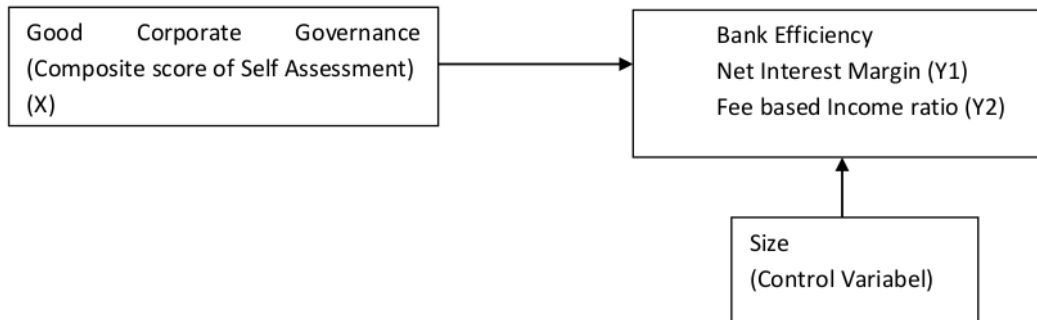 Good Corporate Governance
(Composite score of Self Assessment)
(X)
Bank Efficiency
Net Interest Margin (Y1)
Fee based Income ratio (Y2)
Size
(Control Variabel)